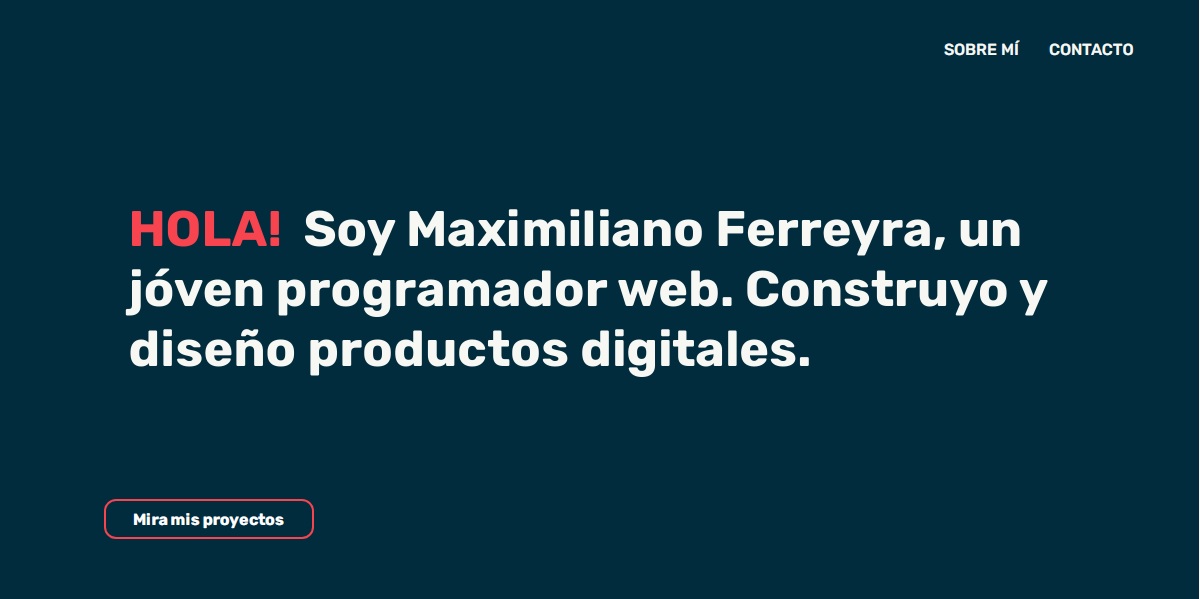 SOBRE MÍ CONTACTO
HOLA! Soy Maximiliano Ferreyra, un
jóven programador web. Construyo y
diseño productos digitales.
Mira mis proyectos